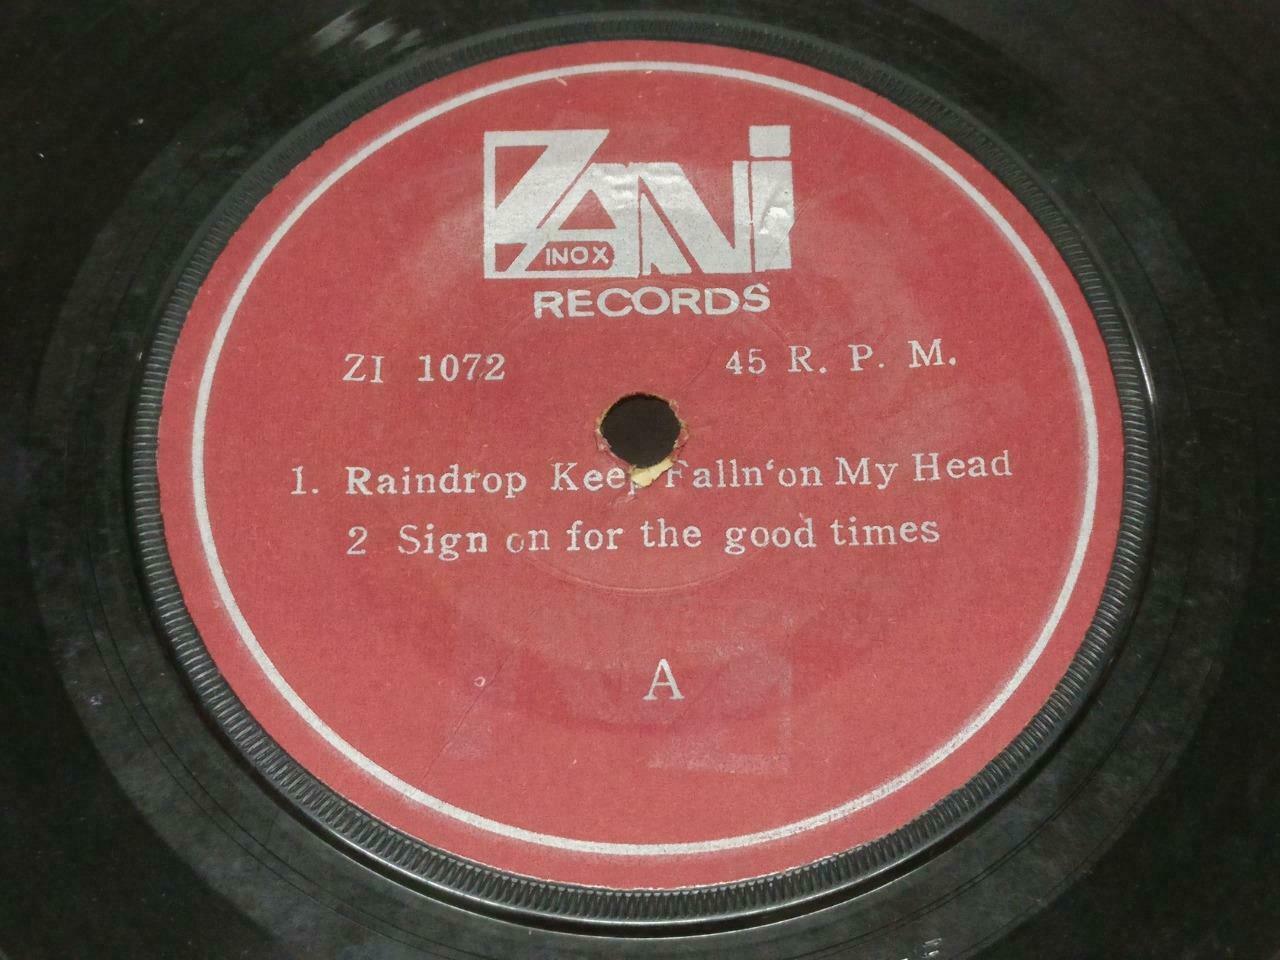 ZANI
INOX
RECORDS
ZI 1072 45 R. P. M.
1. Raindrop Keep Falln‘on My Head
2 Sign on for the good times
A